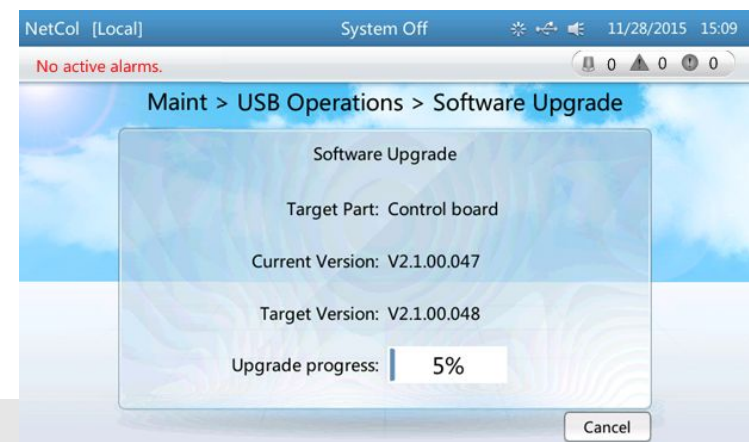 NetCol [Local] System Off 11/28/2015 15:09
No active alarms. 0 0 0
Maint > USB Operations > Software Upgrade
Software Upgrade
Target Part: Control board
Current Version: V2.1.00.047
Target Version: V2.1.00.048
Upgrade progress: 5%
Cancel